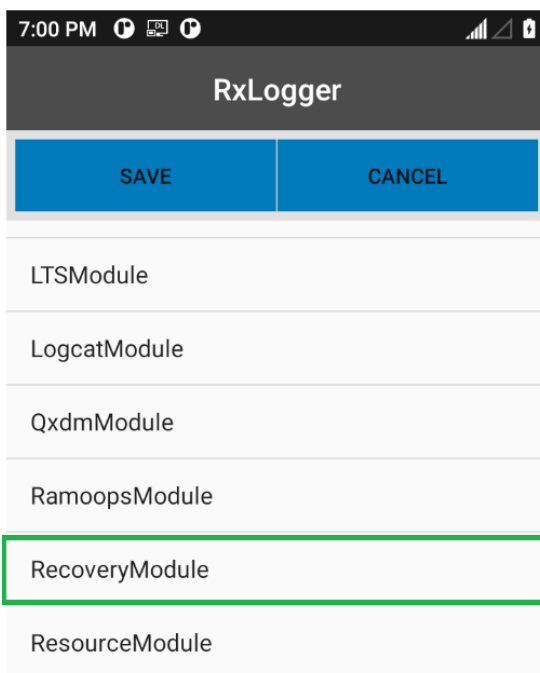 7:00 PM
RxLogger
SAVE CANCEL
LTSModule
LogcatModule
QxdmModule
RamoopsModule
RecoveryModule
ResourceModule